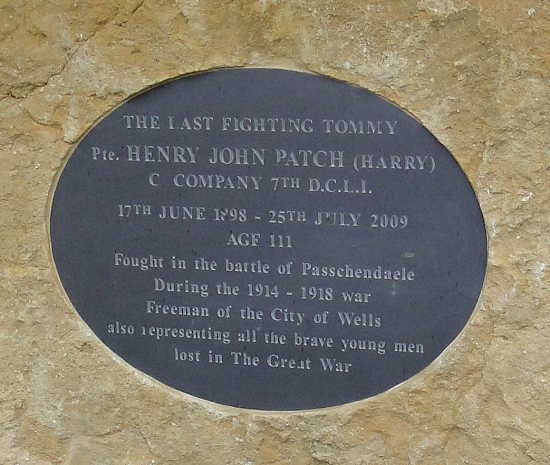 THE LAST FIGHTING TOMMY
Pte. HENRY JOHN PATCH (HARRY)
C COMPANY 7TH D.C.L.I.
17TH JUNE 1898 - 25TH JULY 2009
AGE 111
Fought in the battle of Passchendaele
During the 1914 - 1918 war
Freeman of the City of Wells
also representing all the brave young men
lost in The Great War